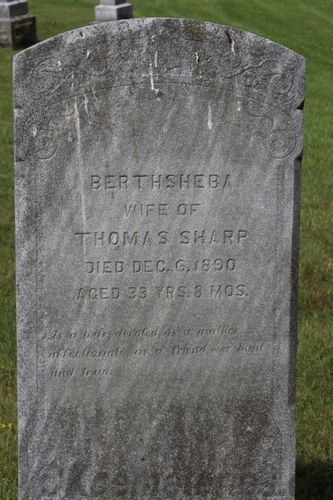 BERTHSHEBA
WIFE OF
THOMAS SHARP
DIED DEC. 6, 1890
AGED 33 YRS. 8 MOS.
As a wife, devoted, as a mother
affectionate, as a friend, ever kind
and true.